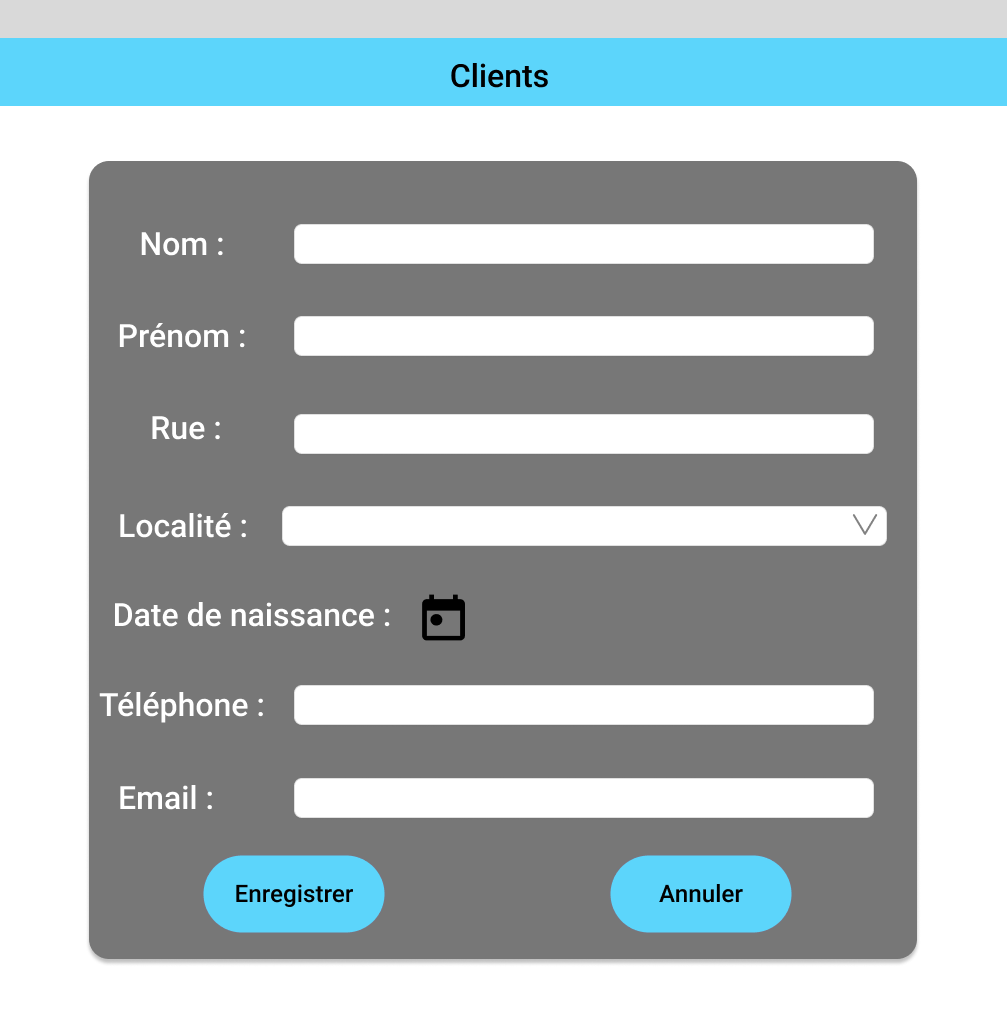 Clients
Nom :
Prénom :
Rue :
Localité :
Date de naissance :
Téléphone :
Email :
Enregistrer
Annuler